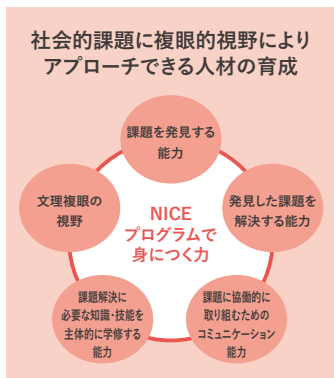 社会的課題に複眼的視野により
アプローチできる人材の育成
課題を発見する
能力
文理複眼の
視野
NICE
プログラムで
身につく力
発見した課題を
解決する能力
課題解決に
必要な知識・技能を
主体的に学修する
能力
課題に協働的に
取り組むための
コミュニケーション
能力